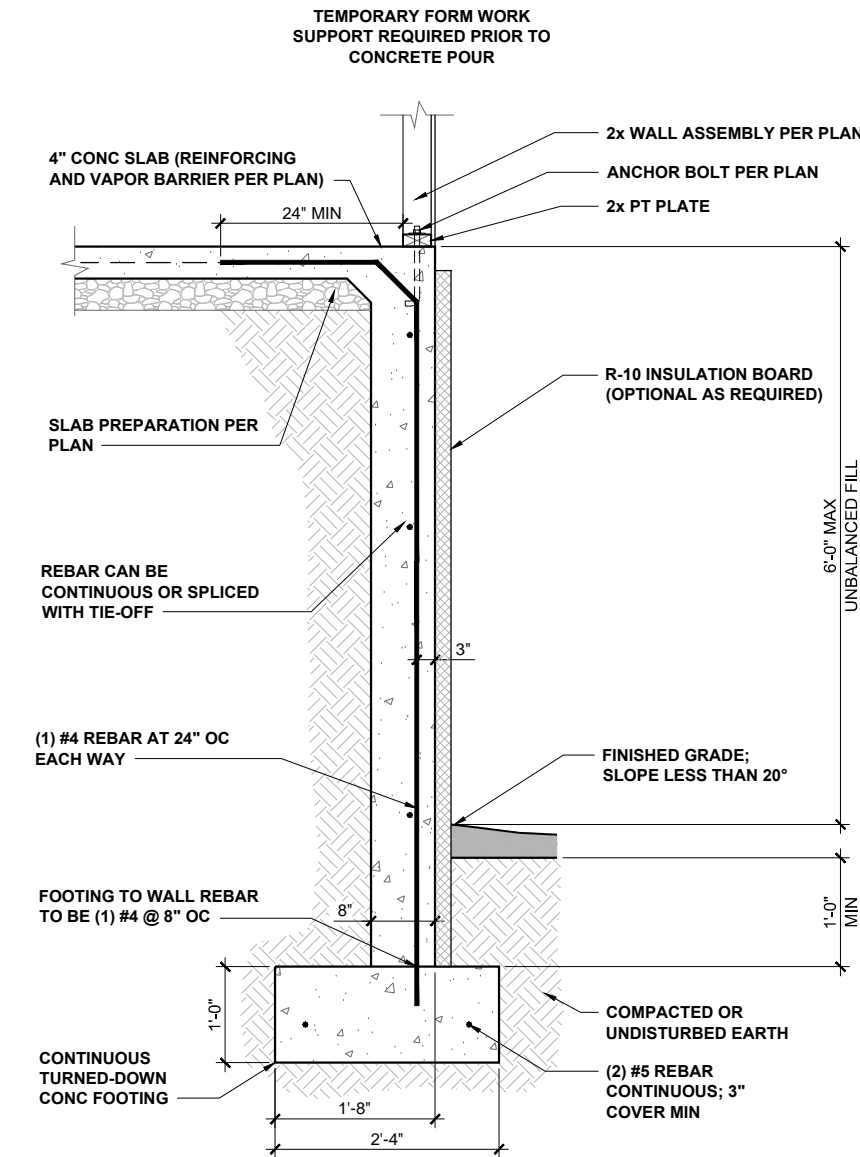 TEMPORARY FORM WORK
SUPPORT REQUIRED PRIOR TO
CONCRETE POUR
2x WALL ASSEMBLY PER PLAN
4" CONC SLAB (REINFORCING
AND VAPOR BARRIER PER PLAN)
ANCHOR BOLT PER PLAN
2x PT PLATE
24" MIN
R-10 INSULATION BOARD
(OPTIONAL AS REQUIRED)
SLAB PREPARATION PER
PLAN
6'-0" MAX
UNBALANCED FILL
REBAR CAN BE
CONTINUOUS OR SPLICED
WITH TIE-OFF
3"
(1) #4 REBAR AT 24" OC
EACH WAY
FINISHED GRADE;
SLOPE LESS THAN 20°
FOOTING TO WALL REBAR
TO BE (1) #4 @ 8" OC
8"
1'-0"
MIN
1'-0"
COMPACTED OR
UNDISTURBED EARTH
CONTINUOUS
TURNED-DOWN
CONC FOOTING
(2) #5 REBAR
CONTINUOUS; 3"
COVER MIN
1'-8"
2'-4"